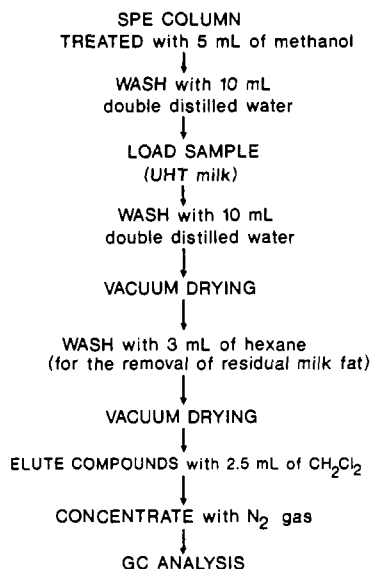 SPE COLUMN
TREATED with 5 mL of methanol
WASH with 10 mL
double distilled water
LOAD SAMPLE
(UHT milk)
WASH with 10 mL
double distilled water
VACUUM DRYING
WASH with 3 mL of hexane
(for the removal of residual milk fat)
VACUUM DRYING
ELUTE COMPOUNDS with 2.5 mL of CH₂Cl₂
CONCENTRATE with N₂ gas
GC ANALYSIS